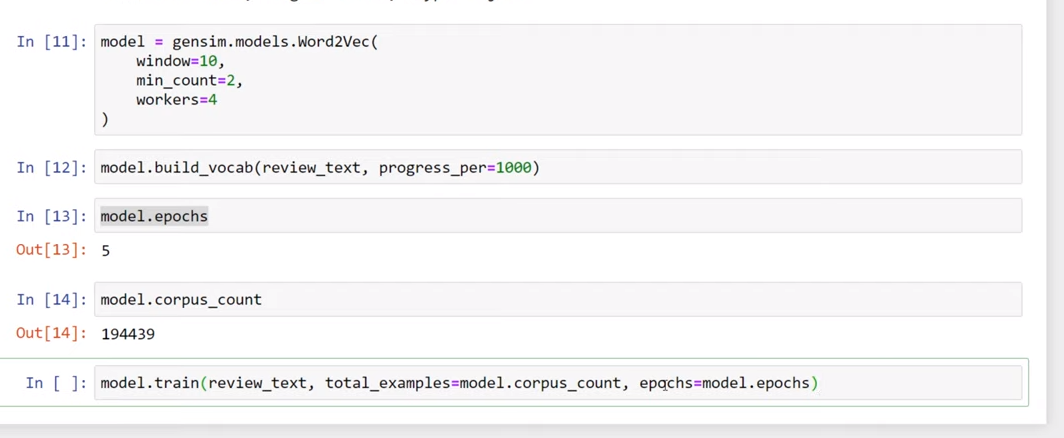 In [11]: model = gensim.models.Word2Vec(
    window=10,
    min_count=2,
    workers=4
)
In [12]: model.build_vocab(review_text, progress_per=1000)
In [13]: model.epochs
Out[13]: 5
In [14]: model.corpus_count
Out[14]: 194439
In [ ]: model.train(review_text, total_examples=model.corpus_count, epochs=model.epochs)